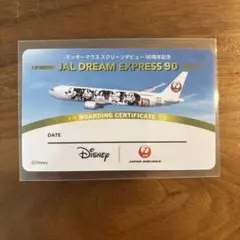 ミッキーマウス スクリーンデビュー 90周年記念
JAL DREAM EXPRESS 90
BOARDING CERTIFICATE
DATE
©Disney
Disney
JAPAN AIRLINES